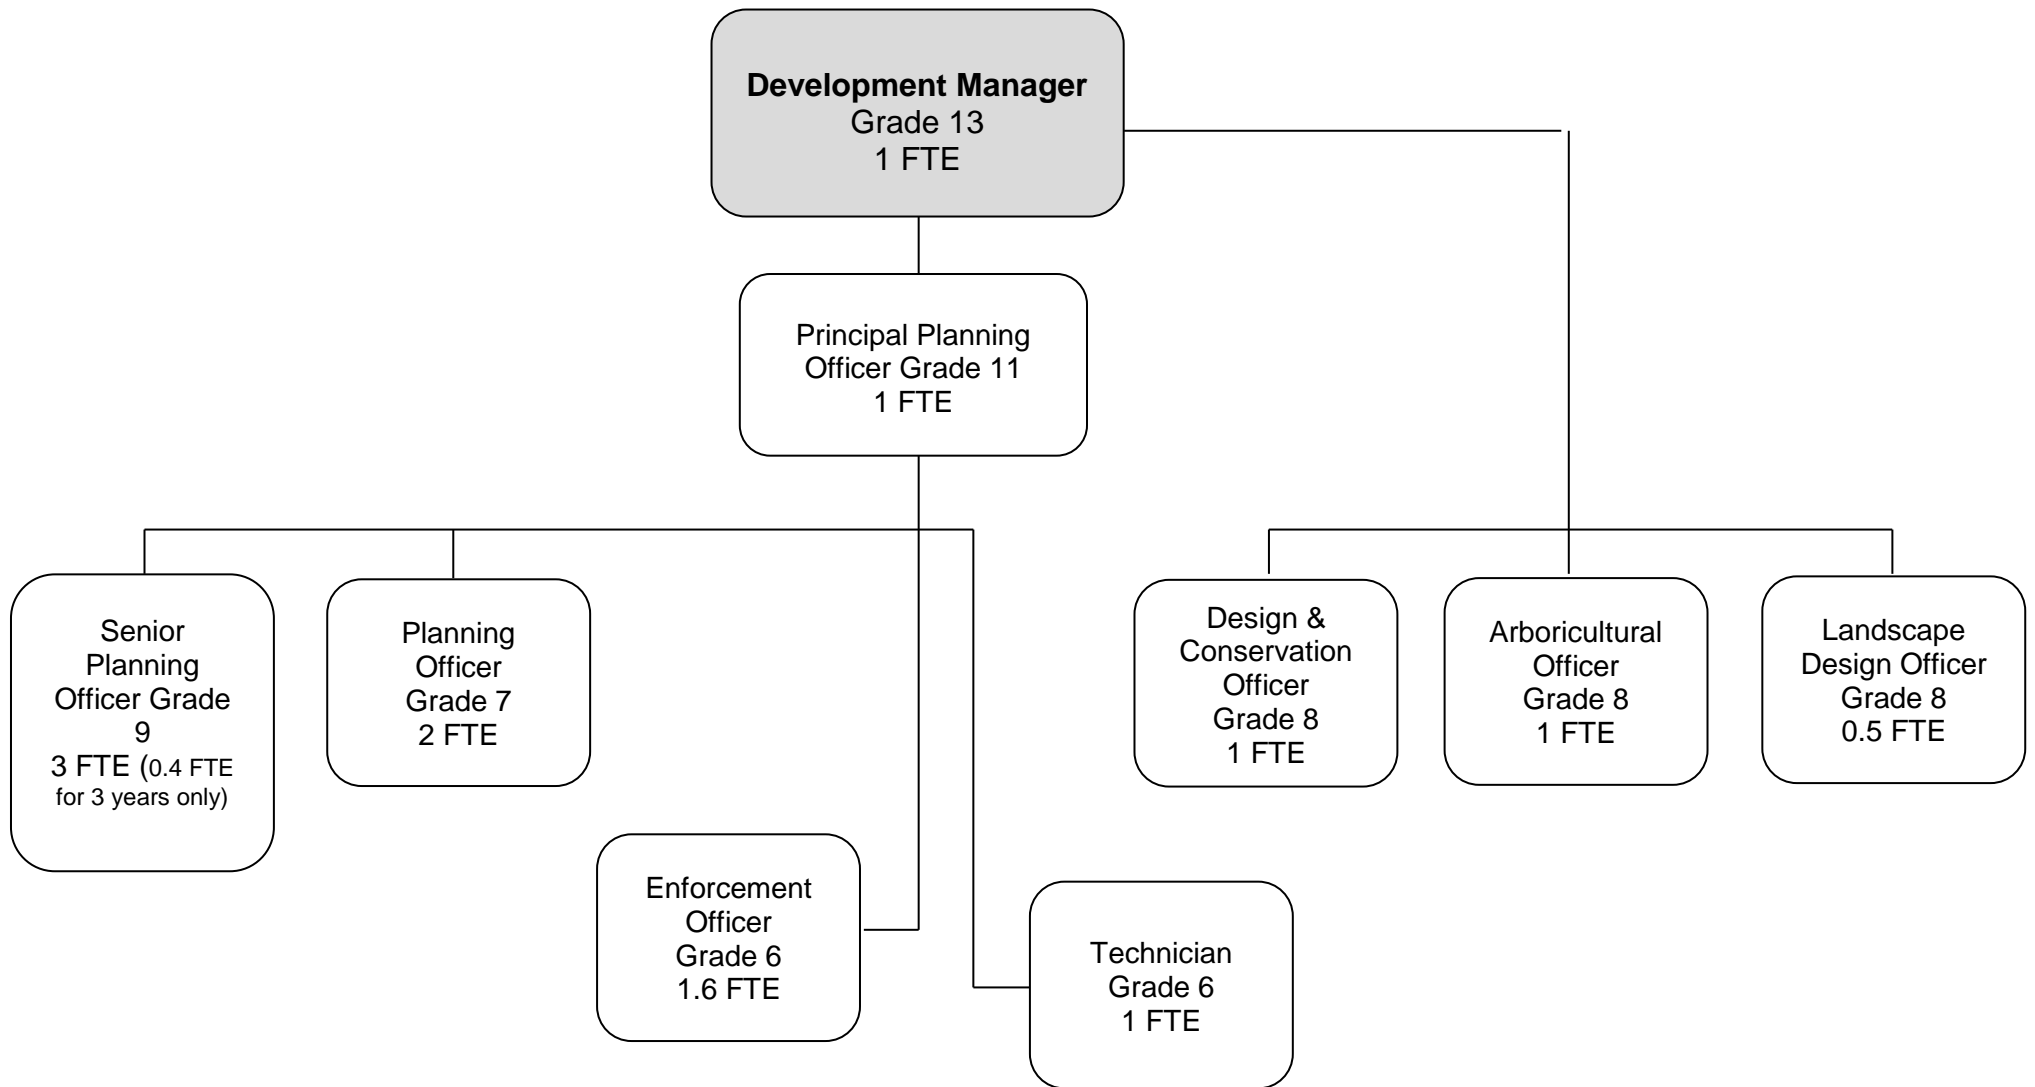 Development Manager
Grade 13
1 FTE
Principal Planning
Officer Grade 11
1 FTE
Senior
Planning
Officer Grade
9
3 FTE (0.4 FTE
for 3 years only)
Planning
Officer
Grade 7
2 FTE
Design &
Conservation
Officer
Grade 8
1 FTE
Arboricultural
Officer
Grade 8
1 FTE
Landscape
Design Officer
Grade 8
0.5 FTE
Enforcement
Officer
Grade 6
1.6 FTE
Technician
Grade 6
1 FTE